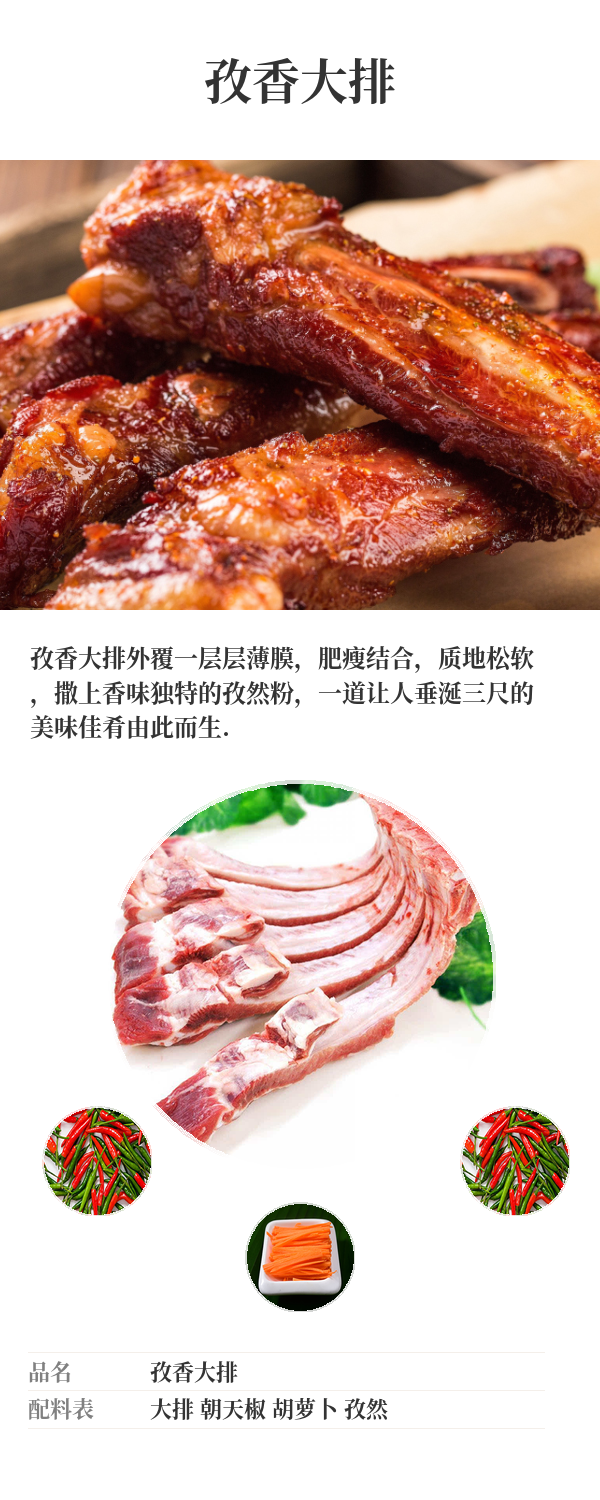 孜香大排
孜香大排外覆一层层薄膜，肥瘦结合，质地松软
，撒上香味独特的孜然粉，一道让人垂涎三尺的
美味佳肴由此而生.
品名 孜香大排
配料表 大排 朝天椒 胡萝卜 孜然